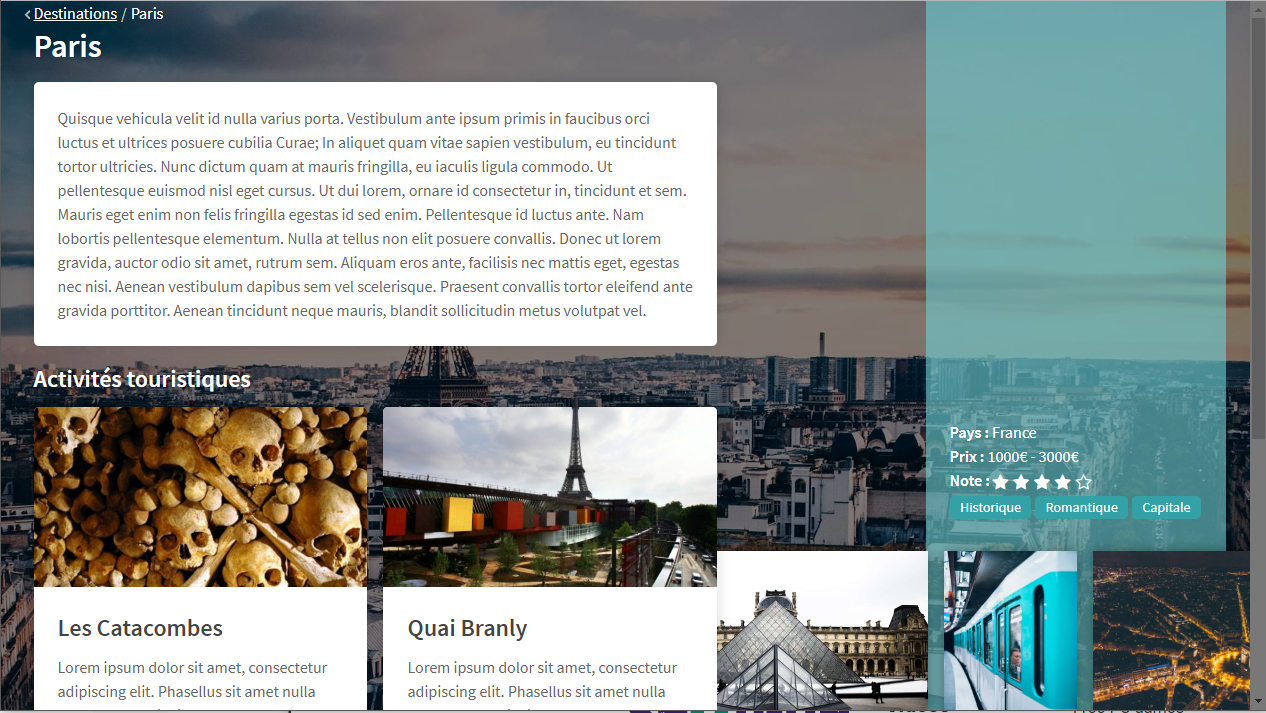 Destinations / Paris
Paris
Quisque vehicula velit id nulla varius porta. Vestibulum ante ipsum primis in faucibus orci
luctus et ultrices posuere cubilia Curae; In aliquet quam vitae sapien vestibulum, eu tincidunt
tortor ultricies. Nunc dictum quam at mauris fringilla, eu iaculis ligula commodo. Ut
pellentesque euismod nisl eget cursus. Ut dui lorem, ornare id consectetur in, tincidunt et sem.
Mauris eget enim non felis fringilla egestas id sed enim. Pellentesque id luctus ante. Nam
lobortis pellentesque elementum. Nulla at tellus non elit posuere convallis. Donec ut lorem
gravida, auctor odio sit amet, rutrum sem. Aliquam eros ante, facilisis nec mattis eget, egestas
nec nisi. Aenean vestibulum dapibus sem vel scelerisque. Praesent convallis tortor eleifend ante
gravida porttitor. Aenean tincidunt neque mauris, blandit sollicitudin metus volutpat vel.
Activités touristiques
Les Catacombes
Lorem ipsum dolor sit amet, consectetur
adipiscing elit. Phasellus sit amet nulla
Quai Branly
Lorem ipsum dolor sit amet, consectetur
adipiscing elit. Phasellus sit amet nulla
Pays : France
Prix : 1000€ - 3000€
Note :
Historique
Romantique
Capitale